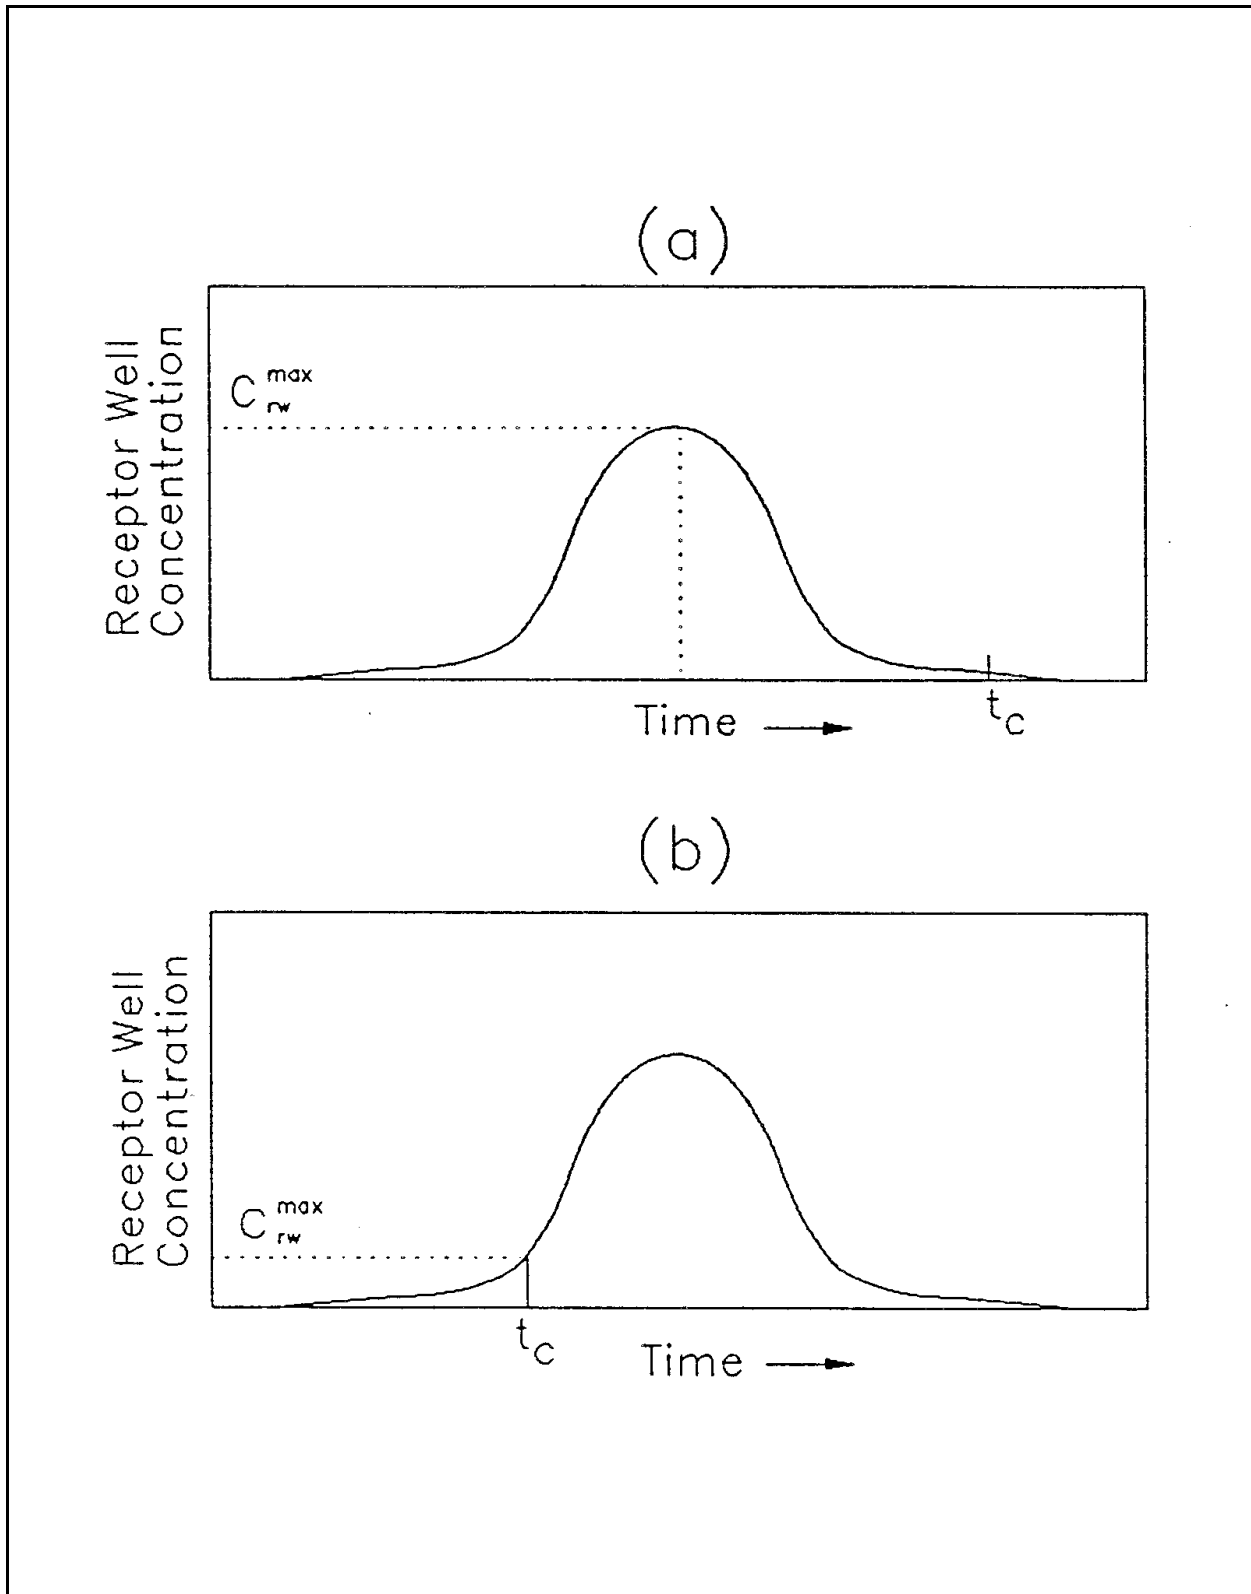 (a)
Receptor Well
Concentration
C rw max
t c
Time
(b)
Receptor Well
Concentration
C rw max
t c
Time